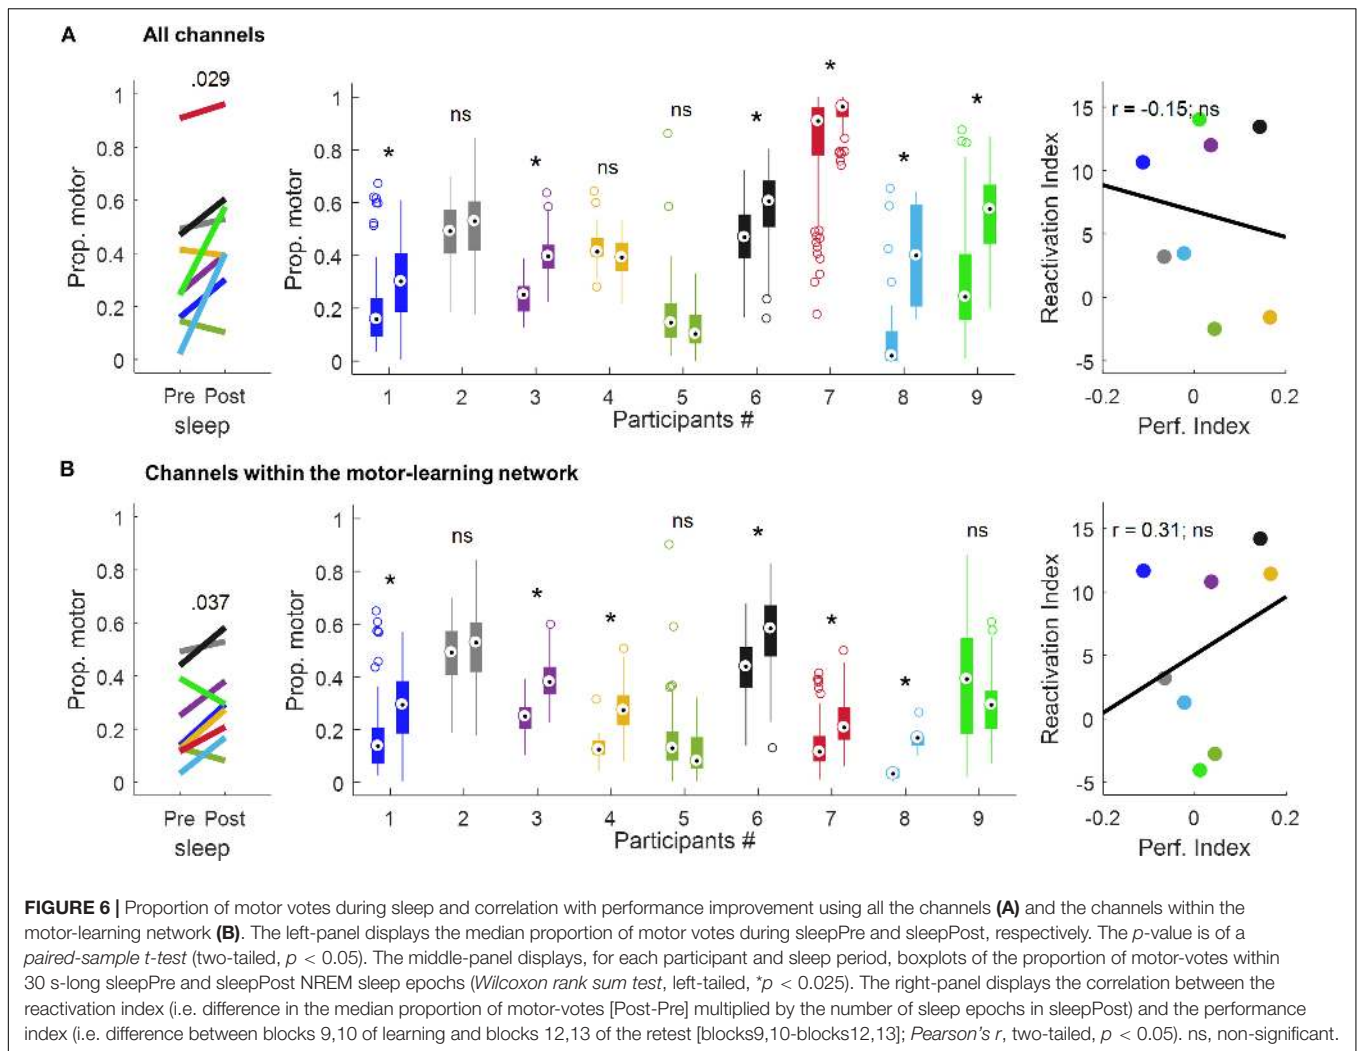 A All channels
.029
Prop. motor
1
0.8
0.6
0.4
0.2
0
Pre Post
sleep
Prop. motor
1
0.8
0.6
0.4
0.2
0
* ns * ns ns * * * *
1 2 3 4 5 6 7 8 9
Participants #
r = -0.15; ns
Reactivation Index
15
10
5
0
-5
-0.2 0 0.2
Perf. Index
B Channels within the motor-learning network
.037
Prop. motor
1
0.8
0.6
0.4
0.2
0
Pre Post
sleep
Prop. motor
1
0.8
0.6
0.4
0.2
0
* ns * * ns * * * ns
1 2 3 4 5 6 7 8 9
Participants #
r = 0.31; ns
Reactivation Index
15
10
5
0
-5
-0.2 0 0.2
Perf. Index
FIGURE 6 | Proportion of motor votes during sleep and correlation with performance improvement using all the channels (A) and the channels within the
motor-learning network (B). The left-panel displays the median proportion of motor votes during sleepPre and sleepPost, respectively. The p-value is of a
paired-sample t-test (two-tailed, p < 0.05). The middle-panel displays, for each participant and sleep period, boxplots of the proportion of motor-votes within
30 s-long sleepPre and sleepPost NREM sleep epochs (Wilcoxon rank sum test, left-tailed, *p < 0.025). The right-panel displays the correlation between the
reactivation index (i.e. difference in the median proportion of motor-votes [Post-Pre] multiplied by the number of sleep epochs in sleepPost) and the performance
index (i.e. difference between blocks 9,10 of learning and blocks 12,13 of the retest [blocks9,10-blocks12,13]; Pearson's r, two-tailed, p < 0.05). ns, non-significant.